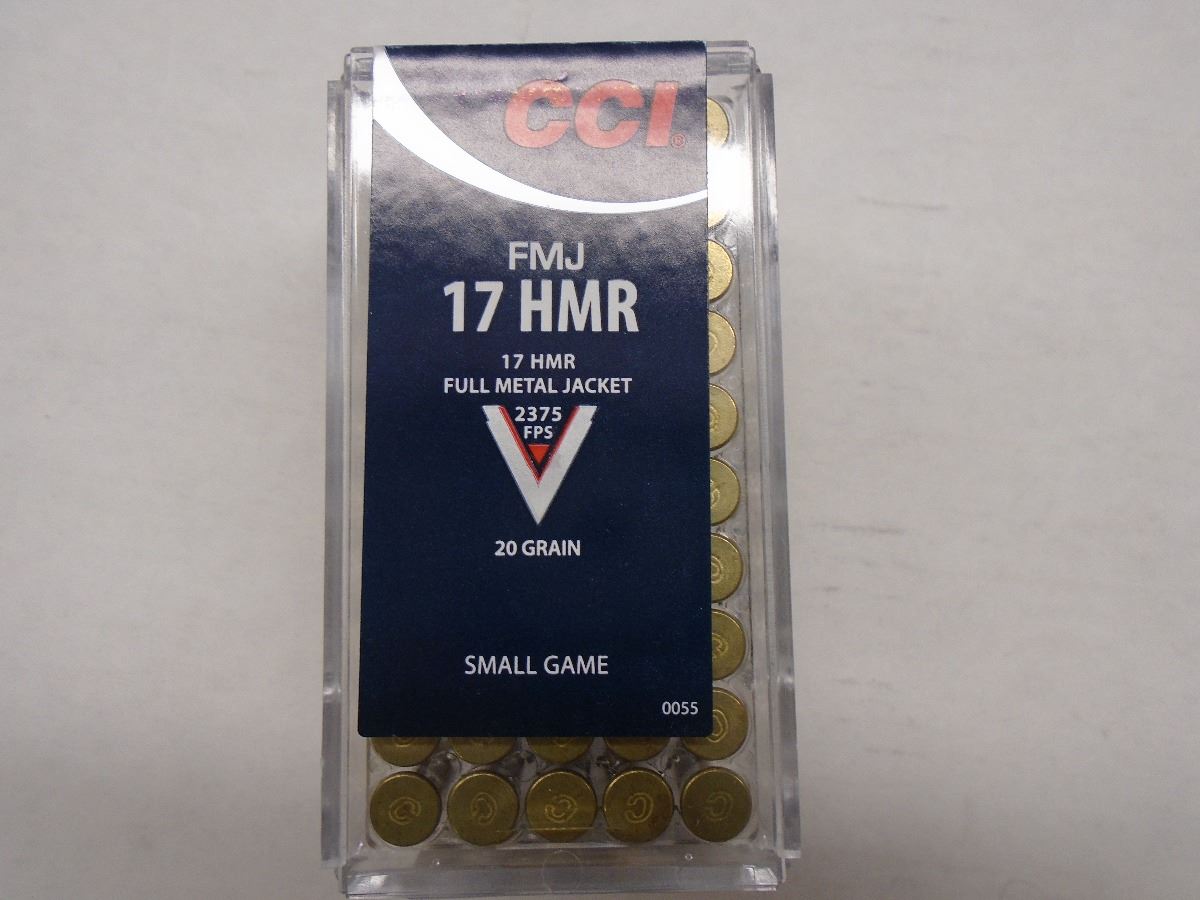 CCI®
FMJ
17 HMR
17 HMR
FULL METAL JACKET
2375
FPS
20 GRAIN
SMALL GAME
0055
C C C C C